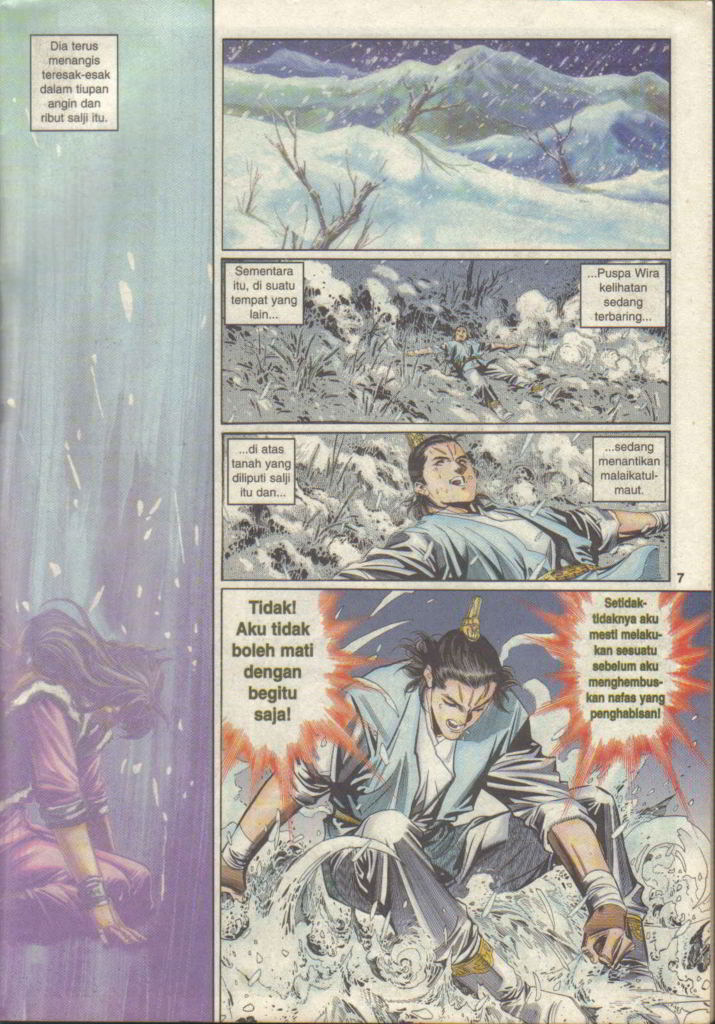 Dia terus
menangis
teresak-esak
dalam tiupan
angin dan
ribut salji itu.
Sementara
itu, di suatu
tempat yang
lain...
...Puspa Wira
kelihatan
sedang
terbaring...
...di atas
tanah yang
diliputi salji
itu dan...
...sedang
menantikan
malaikatul-
maut.
7
Tidak!
Aku tidak
boleh mati
dengan
begitu
saja!
Setidak-
tidaknya aku
mesti melaku-
kan sesuatu
sebelum aku
menghembus-
kan nafas yang
penghabisan!